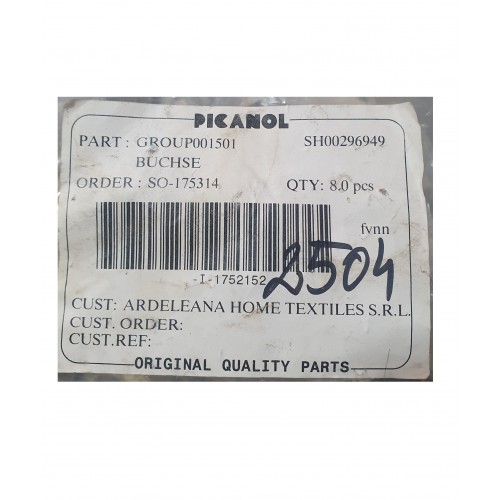 PICANOL
PART : GROUP001501 SH00296949
BUCHSE
ORDER : SO-175314 QTY: 8.0 pcs
fvnn
-I-1752152
2504
CUST: ARDELEANA HOME TEXTILES S.R.L.
CUST. ORDER:
CUST.REF:
ORIGINAL QUALITY PARTS